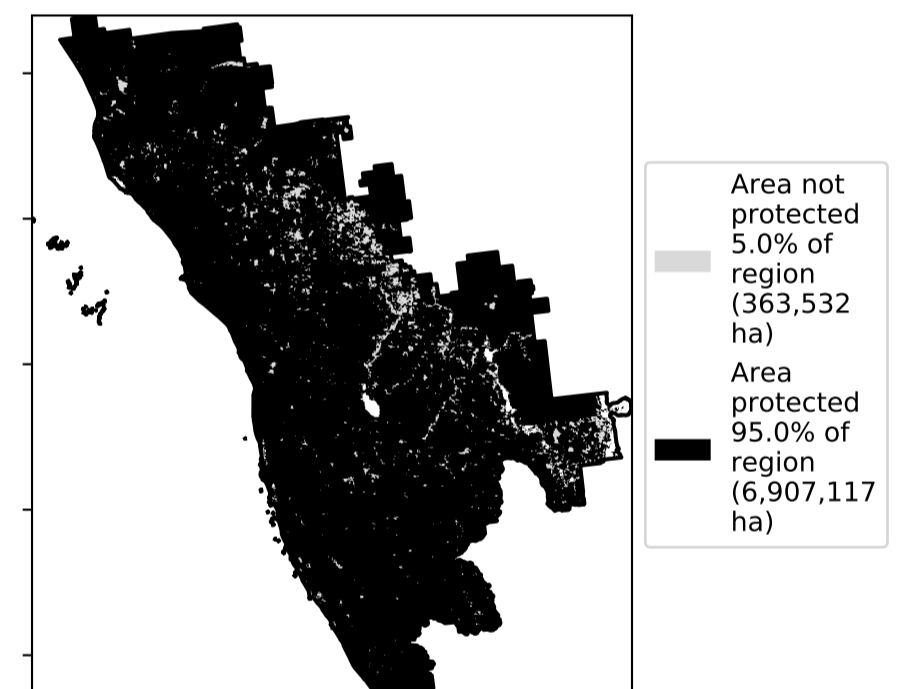 Area not
protected
5.0% of
region
(363,532
ha)
Area
protected
95.0% of
region
(6,907,117
ha)